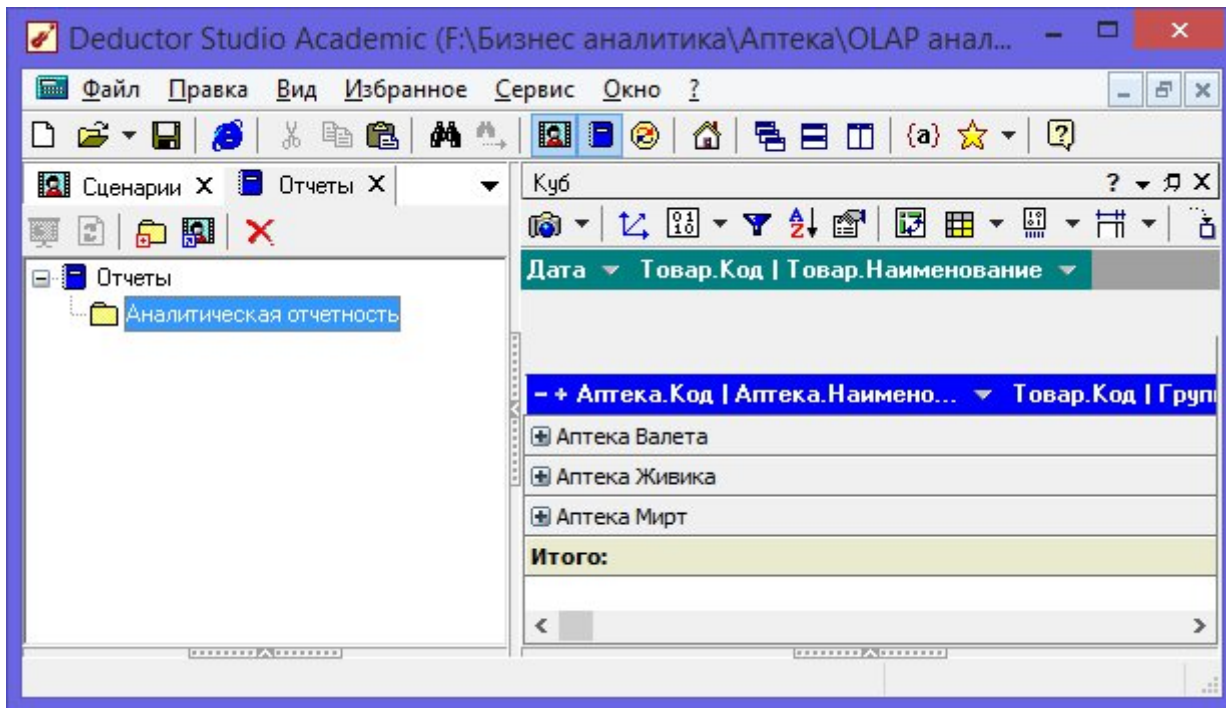 Deductor Studio Academic (F:\Бизнес аналитика\Аптека\OLAP анал...
Файл Правка Вид Избранное Сервис Окно ?
{a}
Сценарии X Отчеты X
Куб
Отчеты
Аналитическая отчетность
Дата Товар.Код | Товар.Наименование
- + Аптека.Код | Аптека.Наимено... Товар.Код | Груп
Аптека Валета
Аптека Живика
Аптека Мирт
Итого: